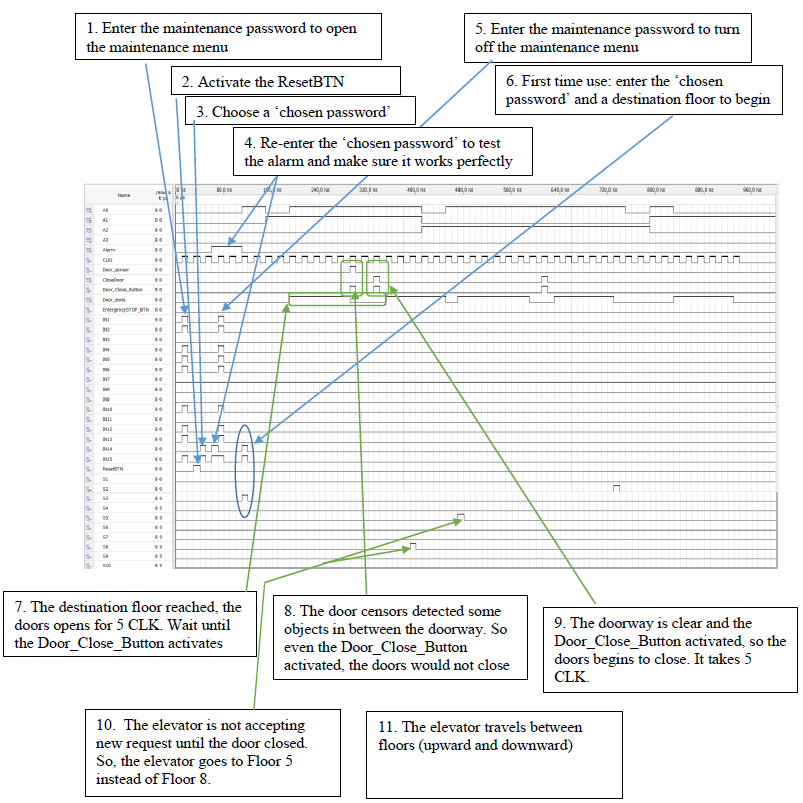 1. Enter the maintenance password to open
the maintenance menu
5. Enter the maintenance password to turn
off the maintenance menu
2. Activate the ResetBTN
6. First time use: enter the ‘chosen
password’ and a destination floor to begin
3. Choose a ‘chosen password’
4. Re-enter the ‘chosen password’ to test
the alarm and make sure it works perfectly
Name
80,0 ns
240,0 ns
320,0 ns
400,0 ns
480,0 ns
560,0 ns
640,0 ns
720,0 ns
800,0 ns
880,0 ns
960,0 ns
A0 B 0
A1 B 0
A2 B 0
A3 B 0
Alarm B 0
CLK1 B 0
Door_sensor B 0
CloseDoor B 0
Door_Close_Button B 0
Door_state B 0
EmergencySTOP_BTN B 0
IN1 B 0
IN2 B 0
IN3 B 0
IN4 B 0
IN5 B 0
IN6 B 0
IN7 B 0
IN9 B 0
IN8 B 0
IN10 B 0
IN11 B 0
IN12 B 0
IN13 B 0
IN14 B 0
IN15 B 0
ResetBTN B 0
S1 B 0
S2 B 0
S3 B 0
S4 B 0
S5 B 0
S6 B 0
S7 B 0
S8 B 0
S9 B 0
S10 B 0
7. The destination floor reached, the
doors opens for 5 CLK. Wait until
the Door_Close_Button activates
8. The door censors detected some
objects in between the doorway. So
even the Door_Close_Button
activated, the doors would not close
9. The doorway is clear and the
Door_Close_Button activated, so the
doors begins to close. It takes 5
CLK.
10. The elevator is not accepting
new request until the door closed.
So, the elevator goes to Floor 5
instead of Floor 8.
11. The elevator travels between
floors (upward and downward)